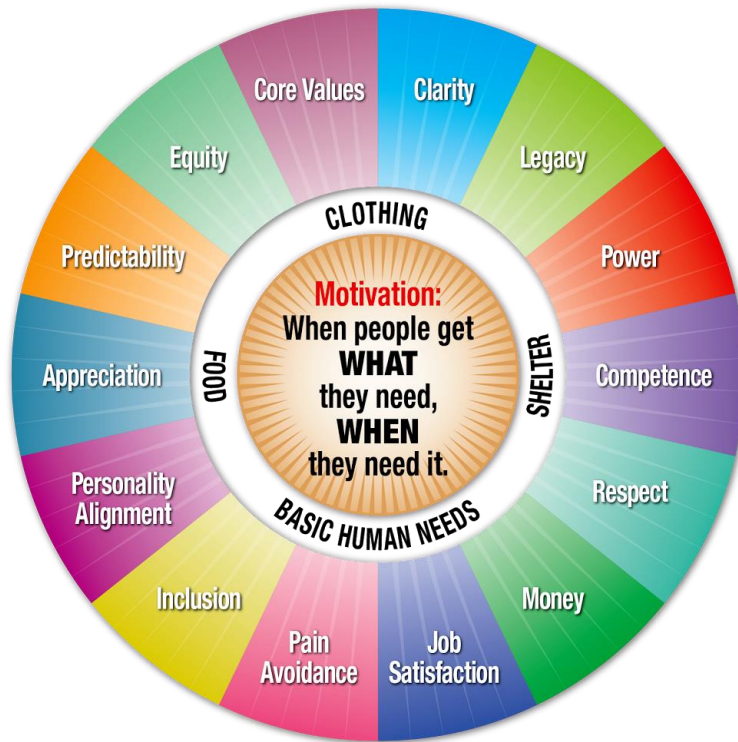 Core Values
Clarity
Legacy
Power
Competence
Respect
Money
Job
Satisfaction
Pain
Avoidance
Inclusion
Personality
Alignment
Appreciation
Predictability
Equity
CLOTHING
SHELTER
BASIC HUMAN NEEDS
FOOD
Motivation:
When people get
WHAT
they need,
WHEN
they need it.